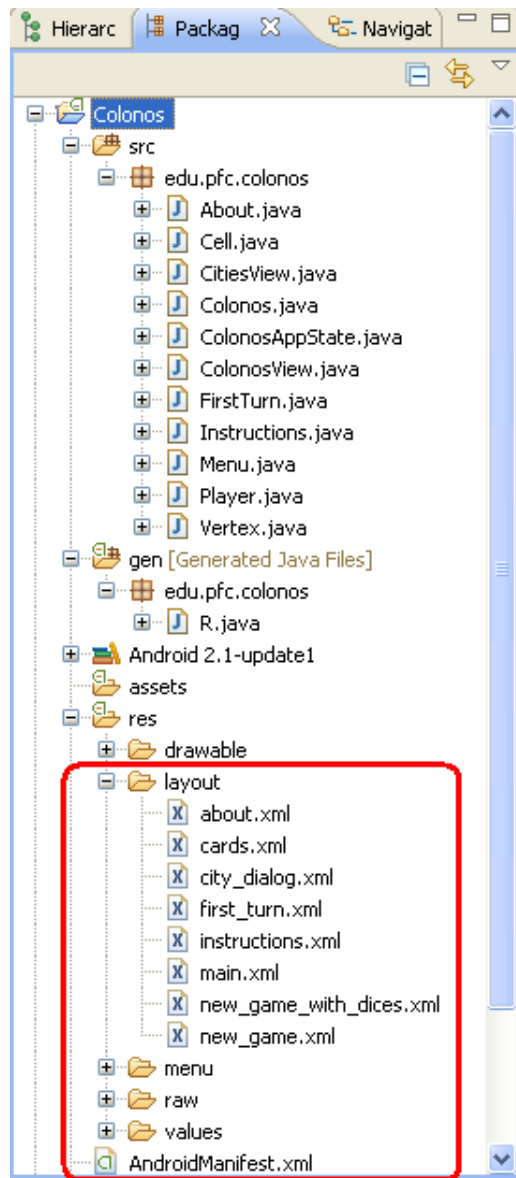 Hierarc Packag Navigat
Colonos
src
edu.pfc.colonos
About.java
Cell.java
CitiesView.java
Colonos.java
ColonosAppState.java
ColonosView.java
FirstTurn.java
Instructions.java
Menu.java
Player.java
Vertex.java
gen [Generated Java Files]
edu.pfc.colonos
R.java
Android 2.1-update1
assets
res
drawable
layout
about.xml
cards.xml
city_dialog.xml
first_turn.xml
instructions.xml
main.xml
new_game_with_dices.xml
new_game.xml
menu
raw
values
AndroidManifest.xml